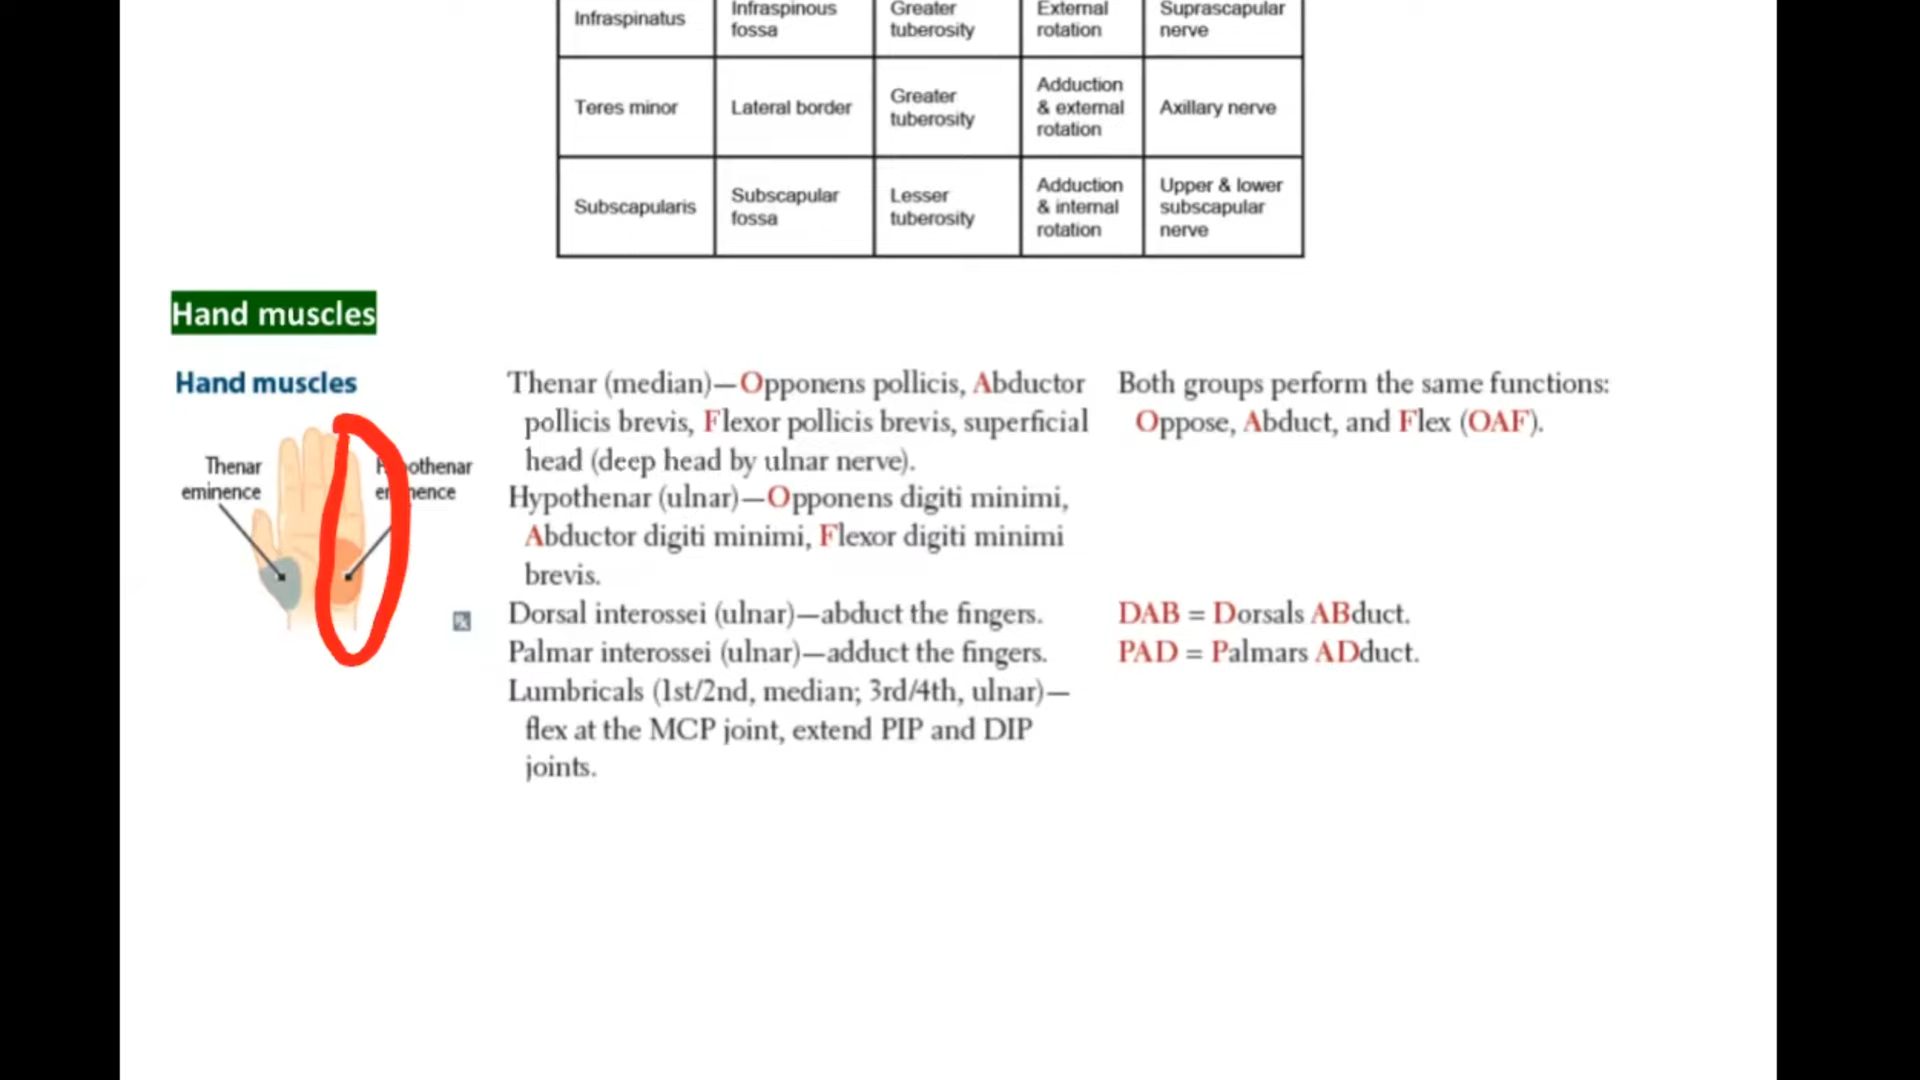 Infraspinatus
Infraspinous
fossa
Greater
tuberosity
External
rotation
Suprascapular
nerve
Teres minor
Lateral border
Greater
tuberosity
Adduction
& external
rotation
Axillary nerve
Subscapularis
Subscapular
fossa
Lesser
tuberosity
Adduction
& internal
rotation
Upper & lower
subscapular
nerve
Hand muscles
Hand muscles
Thenar
eminence
Thenar (median)—Opponens pollicis, Abductor
pollicis brevis, Flexor pollicis brevis, superficial
head (deep head by ulnar nerve).
Hypothenar (ulnar)—Opponens digiti minimi,
Abductor digiti minimi, Flexor digiti minimi
brevis.
Dorsal interossei (ulnar)—abduct the fingers.
Palmar interossei (ulnar)—adduct the fingers.
Lumbricals (1st/2nd, median; 3rd/4th, ulnar)—
flex at the MCP joint, extend PIP and DIP
joints.
Both groups perform the same functions:
Oppose, Abduct, and Flex (OAF).
DAB = Dorsals ABduct.
PAD = Palmars ADduct.